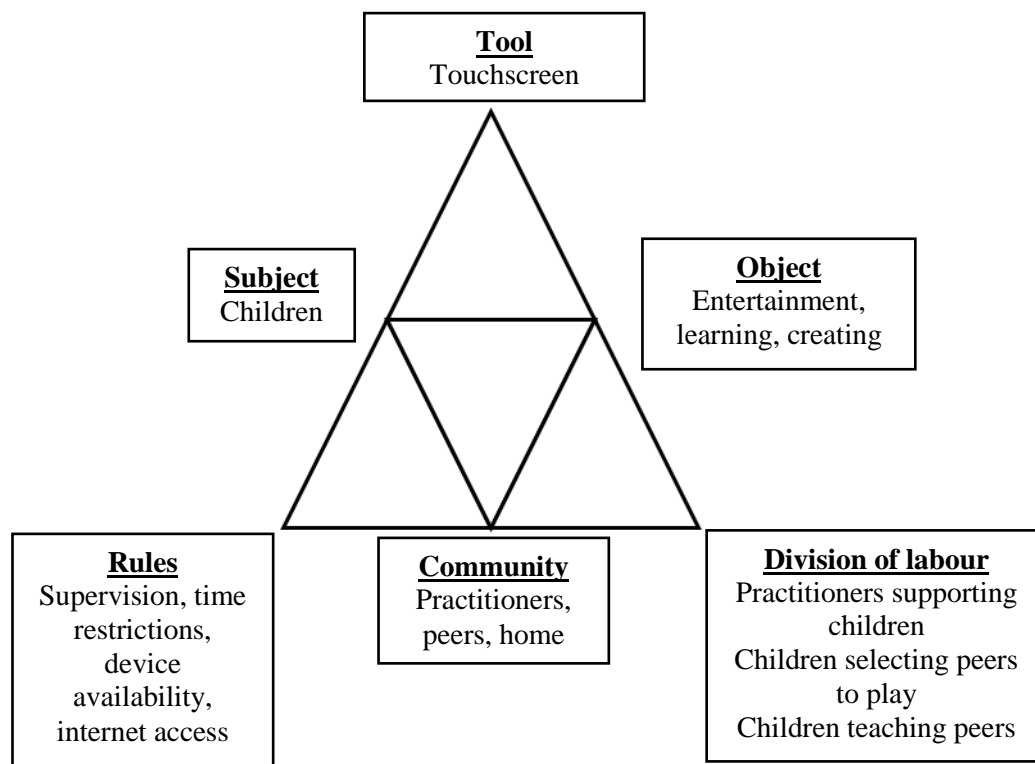 Tool
Touchscreen
Subject
Children
Object
Entertainment,
learning, creating
Rules
Supervision, time
restrictions,
device
availability,
internet access
Community
Practitioners,
peers, home
Division of labour
Practitioners supporting
children
Children selecting peers
to play
Children teaching peers